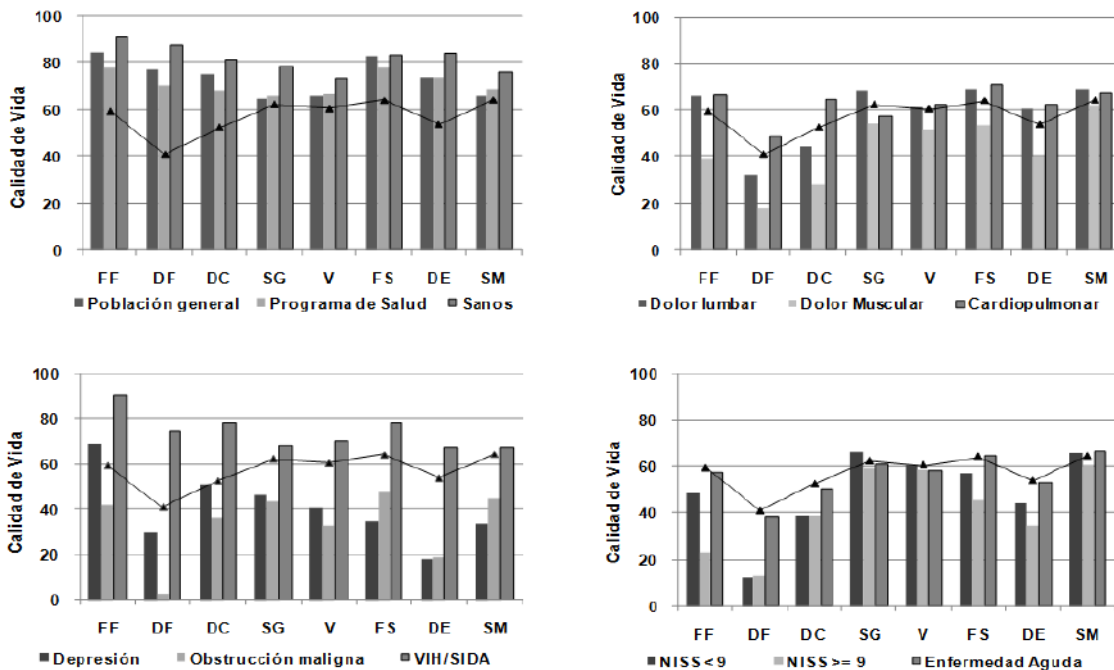 Calidad de Vida
100
80
60
40
20
0
FF DF DC SG V FS DE SM
Población general Programa de Salud Sanos
Calidad de Vida
100
80
60
40
20
0
FF DF DC SG V FS DE SM
Dolor lumbar Dolor Muscular Cardiopulmonar
Calidad de Vida
100
80
60
40
20
0
FF DF DC SG V FS DE SM
Depresión Obstrucción maligna VIH/SIDA
Calidad de Vida
100
80
60
40
20
0
FF DF DC SG V FS DE SM
NISS<9 NISS>= 9 Enfermedad Aguda